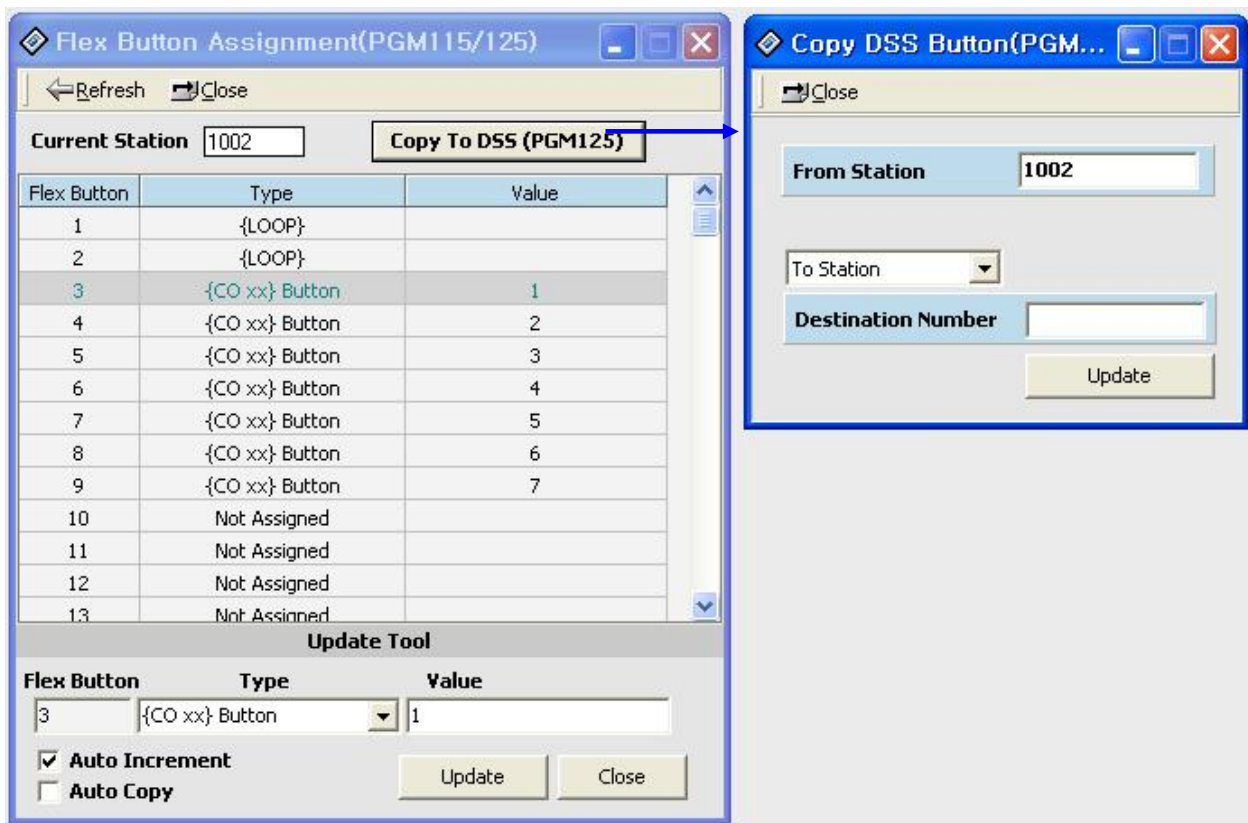 Flex Button Assignment(PGM115/125)
Refresh Close
Current Station 1002 Copy To DSS (PGM125)
Flex Button Type Value
1 {LOOP}
2 {LOOP}
3 {CO xx} Button 1
4 {CO xx} Button 2
5 {CO xx} Button 3
6 {CO xx} Button 4
7 {CO xx} Button 5
8 {CO xx} Button 6
9 {CO xx} Button 7
10 Not Assigned
11 Not Assigned
12 Not Assigned
13 Not Assigned
Update Tool
Flex Button Type Value
3 {CO xx} Button 1
Auto Increment
Auto Copy
Update Close
Copy DSS Button(PGM...
Close
From Station 1002
To Station
Destination Number
Update